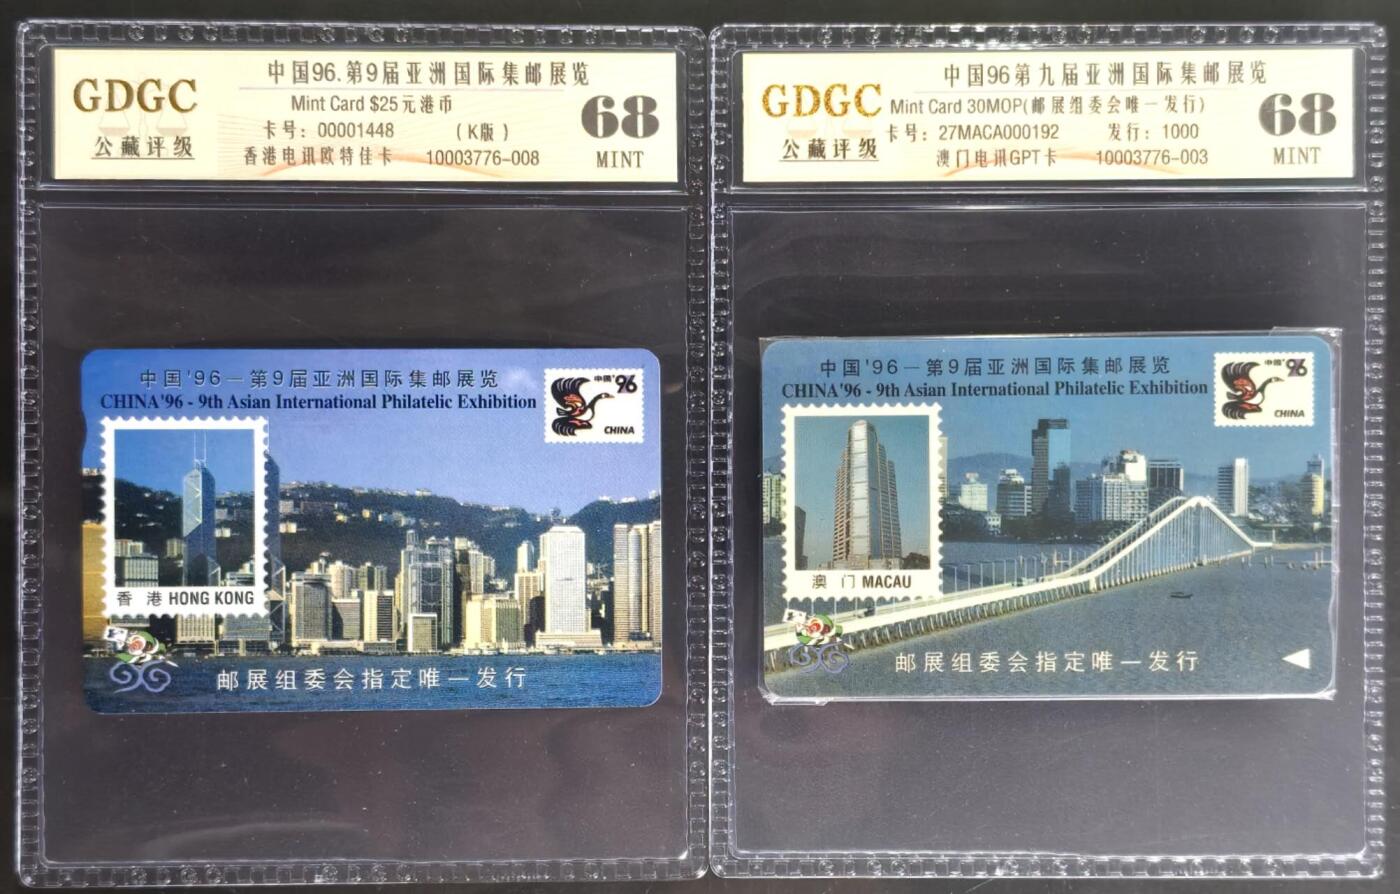 GDGC
公藏评级
中国96.第9届亚洲国际集邮展览
Mint Card $25元港币
卡号：00001448 （K版）
香港电讯欧特佳卡 10003776-008
68
MINT
中国'96－第9届亚洲国际集邮展览
CHINA'96 - 9th Asian International Philatelic Exhibition
中国'96
CHINA
香港 HONG KONG
邮展组委会指定唯一发行
GDGC
公藏评级
中国96第九届亚洲国际集邮展览
Mint Card 30MOP(邮展组委会唯一发行)
卡号：27MACA000192 发行：1000
澳门电讯GPT卡 10003776-003
68
MINT
中国'96－第9届亚洲国际集邮展览
CHINA'96 - 9th Asian International Philatelic Exhibition
中国'96
CHINA
澳门 MACAU
邮展组委会指定唯一发行